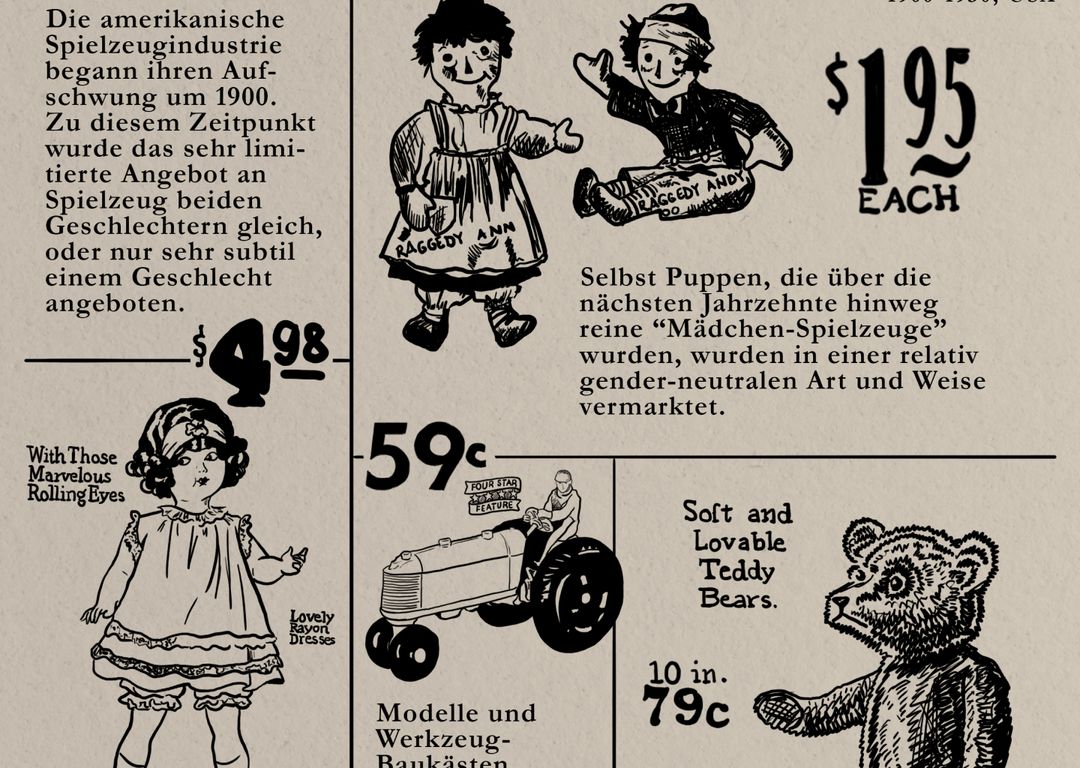 Die amerikanische
Spielzeugindustrie
begann ihren Auf-
schwung um 1900.
Zu diesem Zeitpunkt
wurde das sehr limi-
tierte Angebot an
Spielzeug beiden
Geschlechtern gleich,
oder nur sehr subtil
einem Geschlecht
angeboten.
RAGGEDY ANN
RAGGEDY ANDY
$1.95
EACH
Selbst Puppen, die über die
nächsten Jahrzehnte hinweg
reine “Mädchen-Spielzeuge”
wurden, wurden in einer relativ
gender-neutralen Art und Weise
vermarktet.
$4 98
With Those
Marvelous
Rolling Eyes
Lovely
Rayon
Dresses
59c
FOUR STAR
FEATURE
Modelle und
Werkzeug-
Baukästen
Soft and
Lovable
Teddy
Bears.
10 in.
79c